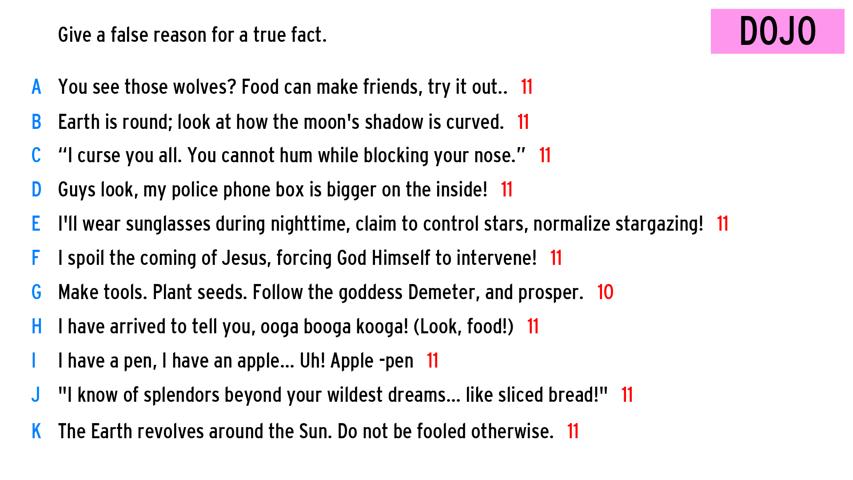 Give a false reason for a true fact.
DOJO
A You see those wolves? Food can make friends, try it out.. 11
B Earth is round; look at how the moon's shadow is curved. 11
C “I curse you all. You cannot hum while blocking your nose.” 11
D Guys look, my police phone box is bigger on the inside! 11
E I'll wear sunglasses during nighttime, claim to control stars, normalize stargazing! 11
F I spoil the coming of Jesus, forcing God Himself to intervene! 11
G Make tools. Plant seeds. Follow the goddess Demeter, and prosper. 10
H I have arrived to tell you, ooga booga kooga! (Look, food!) 11
I I have a pen, I have an apple... Uh! Apple -pen 11
J "I know of splendors beyond your wildest dreams... like sliced bread!" 11
K The Earth revolves around the Sun. Do not be fooled otherwise. 11